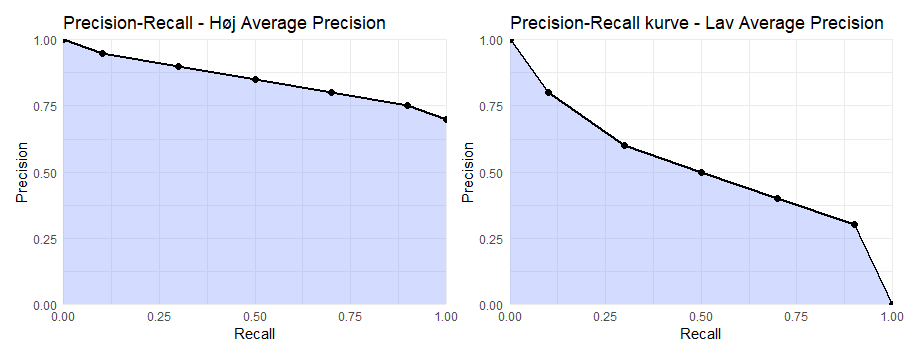 Precision-Recall - Høj Average Precision
1.00
0.75
0.50
0.25
0.00
Precision
0.00 0.25 0.50 0.75 1.00
Recall
Precision-Recall kurve - Lav Average Precision
1.00
0.75
0.50
0.25
0.00
Precision
0.00 0.25 0.50 0.75 1.00
Recall